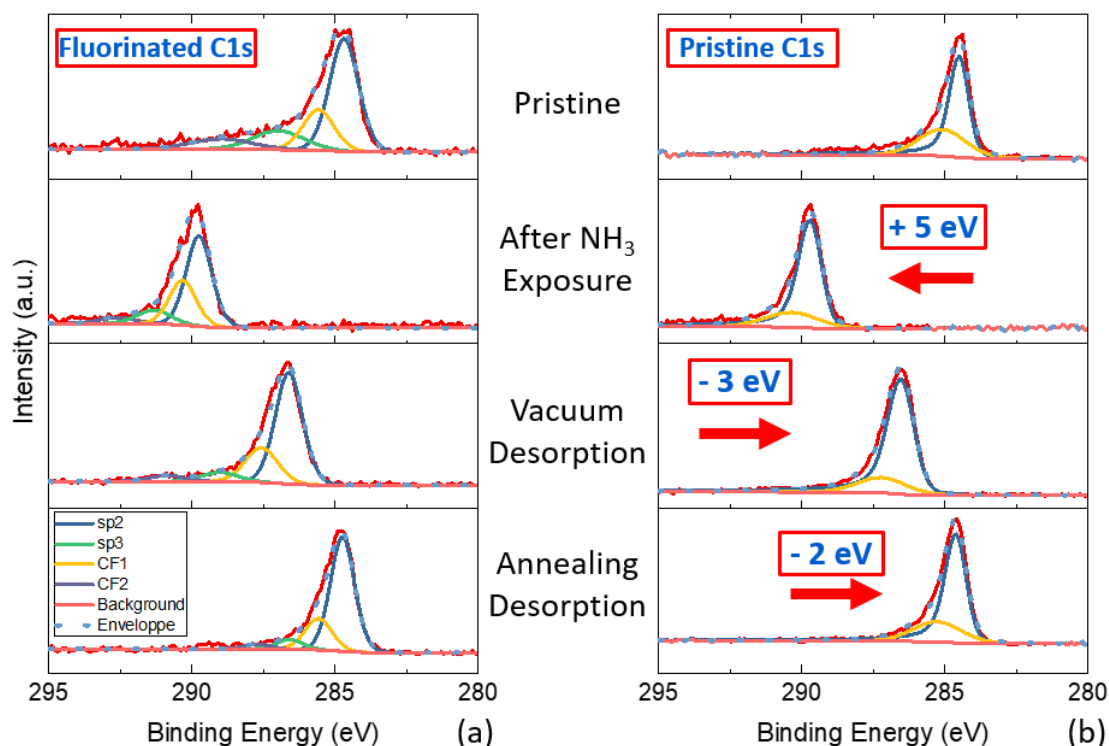 Fluorinated C1s
Pristine C1s
Pristine
After NH₃
Exposure
+ 5 eV
- 3 eV
Vacuum
Desorption
- 2 eV
Annealing
Desorption
sp2
sp3
CF1
CF2
Background
Enveloppe
Intensity (a.u.)
295 290 285 280
295 290 285 280
Binding Energy (eV) (a)
Binding Energy (eV) (b)